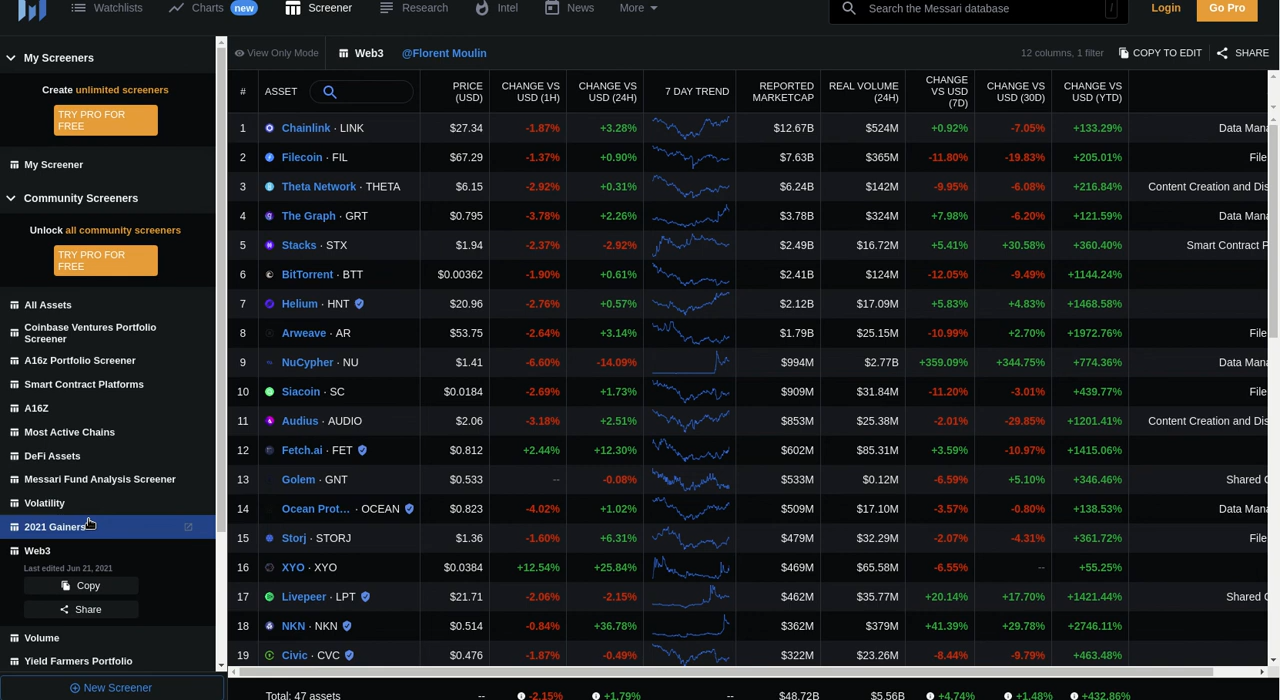 Watchlists
Charts new
Screener
Research
Intel
News
More
Search the Messari database /
Login
Go Pro
My Screeners
Create unlimited screeners
TRY PRO FOR
FREE
My Screener
Community Screeners
Unlock all community screeners
TRY PRO FOR
FREE
All Assets
Coinbase Ventures Portfolio
Screener
A16z Portfolio Screener
Smart Contract Platforms
A16Z
Most Active Chains
DeFi Assets
Messari Fund Analysis Screener
Volatility
2021 Gainers
Web3
Last edited Jun 21, 2021
Copy
Share
Volume
Yield Farmers Portfolio
New Screener
View Only Mode
Web3
@Florent Moulin
12 columns, 1 filter
COPY TO EDIT
SHARE
# ASSET PRICE (USD) CHANGE VS USD (1H) CHANGE VS USD (24H) 7 DAY TREND REPORTED MARKETCAP REAL VOLUME (24H) CHANGE VS USD (7D) CHANGE VS USD (30D) CHANGE VS USD (YTD)
1 Chainlink · LINK $27.34 -1.87% +3.28% $12.67B $524M +0.92% -7.05% +133.29% Data Mana
2 Filecoin · FIL $67.29 -1.37% +0.90% $7.63B $365M -11.80% -19.83% +205.01% File
3 Theta Network · THETA $6.15 -2.92% +0.31% $6.24B $142M -9.95% -6.08% +216.84% Content Creation and Dis
4 The Graph · GRT $0.795 -3.78% +2.26% $3.78B $324M +7.98% -6.20% +121.59% Data Mana
5 Stacks · STX $1.94 -2.37% -2.92% $2.49B $16.72M +5.41% +30.58% +360.40% Smart Contract P
6 BitTorrent · BTT $0.00362 -1.90% +0.61% $2.41B $124M -12.05% -9.49% +1144.24%
7 Helium · HNT $20.96 -2.76% +0.57% $2.12B $17.09M +5.83% +4.83% +1468.58%
8 Arweave · AR $53.75 -2.64% +3.14% $1.79B $25.15M -10.99% +2.70% +1972.76% File
9 NuCypher · NU $1.41 -6.60% -14.09% $994M $2.77B +359.09% +344.75% +774.36% Data Mana
10 Siacoin · SC $0.0184 -2.69% +1.73% $909M $31.84M -11.20% -3.01% +439.77% File
11 Audius · AUDIO $2.06 -3.18% +2.51% $853M $25.38M -2.01% -29.85% +1201.41% Content Creation and Dis
12 Fetch.ai · FET $0.812 +2.44% +12.30% $602M $85.31M +3.59% -10.97% +1415.06%
13 Golem · GNT $0.533 -- -0.08% $533M $0.12M -6.59% +5.10% +346.46% Shared C
14 Ocean Prot... · OCEAN $0.528 -4.02% +1.02% $509M $17.10M -3.57% -0.80% +138.53% Data Mana
15 Storj · STORJ $1.36 -1.60% +6.31% $479M $32.29M -2.07% -4.31% +361.72% File
16 XYO · XYO $0.0384 +12.54% +25.84% $469M $65.58M -6.55% -- +55.25%
17 Livepeer · LPT $21.71 -2.06% -2.15% $462M $35.77M +20.14% +17.70% +1421.44% Shared C
18 NKN · NKN $0.514 -0.84% +36.78% $362M $379M +41.39% +29.78% +2746.11%
19 Civic · CVC $0.476 -1.87% -0.49% $322M $23.26M -8.44% -9.79% +463.48%
Total: 47 assets -- -2.15% +1.79% -- $48.72B $5.56B +4.74% +1.48% +432.86%